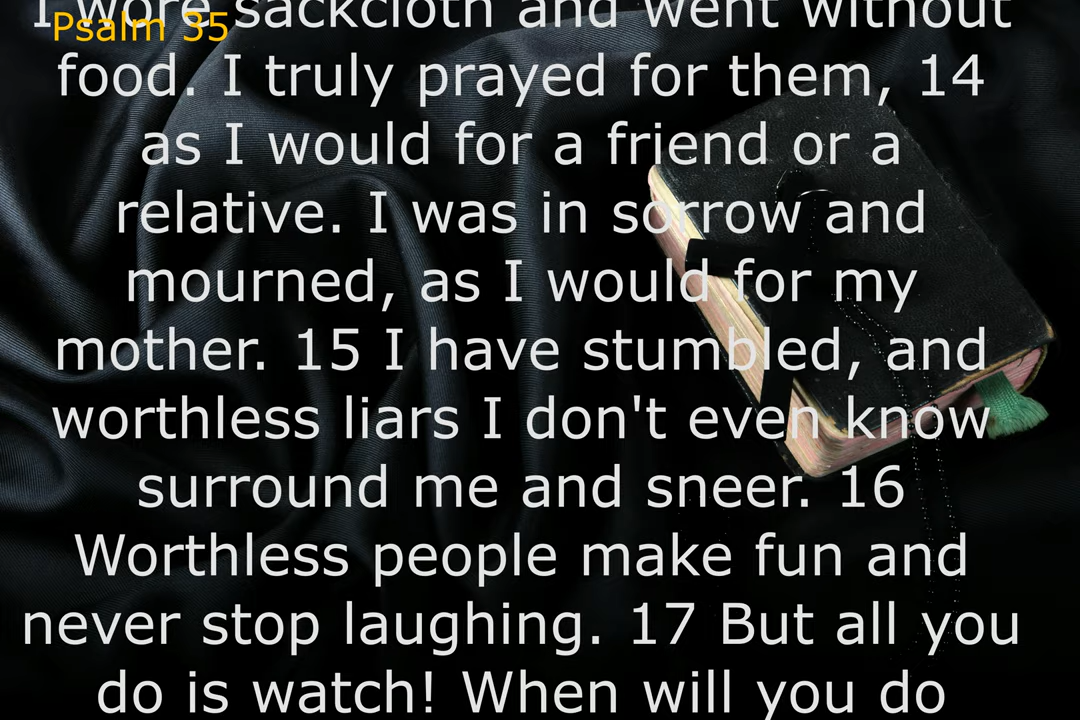 I wore sackcloth and went without
Psalm 35
food. I truly prayed for them, 14
as I would for a friend or a
relative. I was in sorrow and
mourned, as I would for my
mother. 15 I have stumbled, and
worthless liars I don't even know
surround me and sneer. 16
Worthless people make fun and
never stop laughing. 17 But all you
do is watch! When will you do